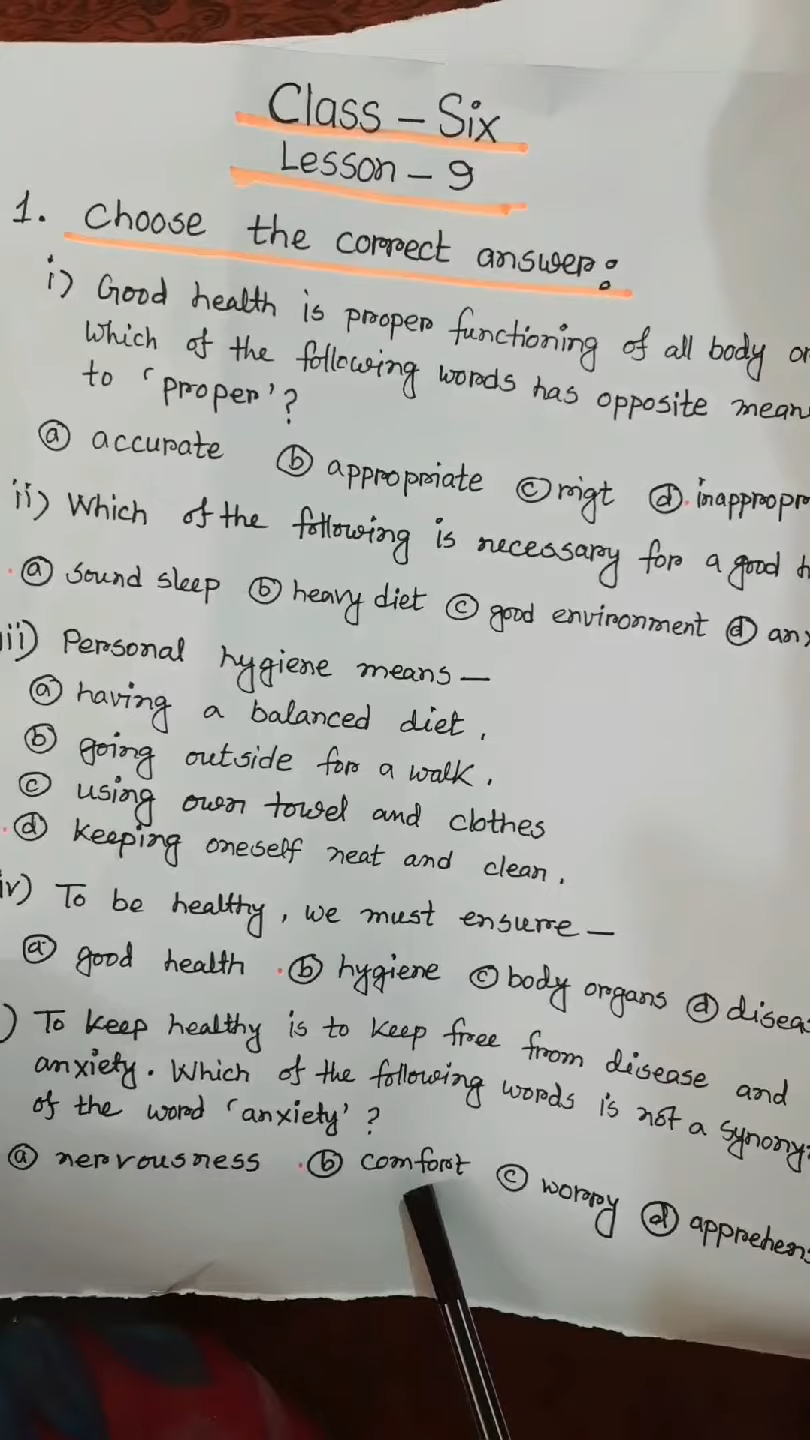 Class - Six
Lesson - 9
1. Choose the correct answer:
i) Good health is proper functioning of all body
Which of the following words has opposite
to 'proper'?
ⓐ accurate ⓑ appropriate ⓒ rigt ⓓ
ii) Which of the following is necessary for a good
ⓐ sound sleep ⓑ heavy diet ⓒ good environment ⓓ
iii) Personal hygiene means —
ⓐ having a balanced diet.
ⓑ going outside for a walk.
ⓒ using own towel and clothes
ⓓ keeping oneself neat and clean.
iv) To be healthy, we must ensure —
ⓐ good health ⓑ hygiene ⓒ body organs ⓓ
) To keep healthy is to keep free from disease and
anxiety. Which of the following words is not a
of the word 'anxiety'?
ⓐ nervousness ⓑ comfort ⓒ worry ⓓ